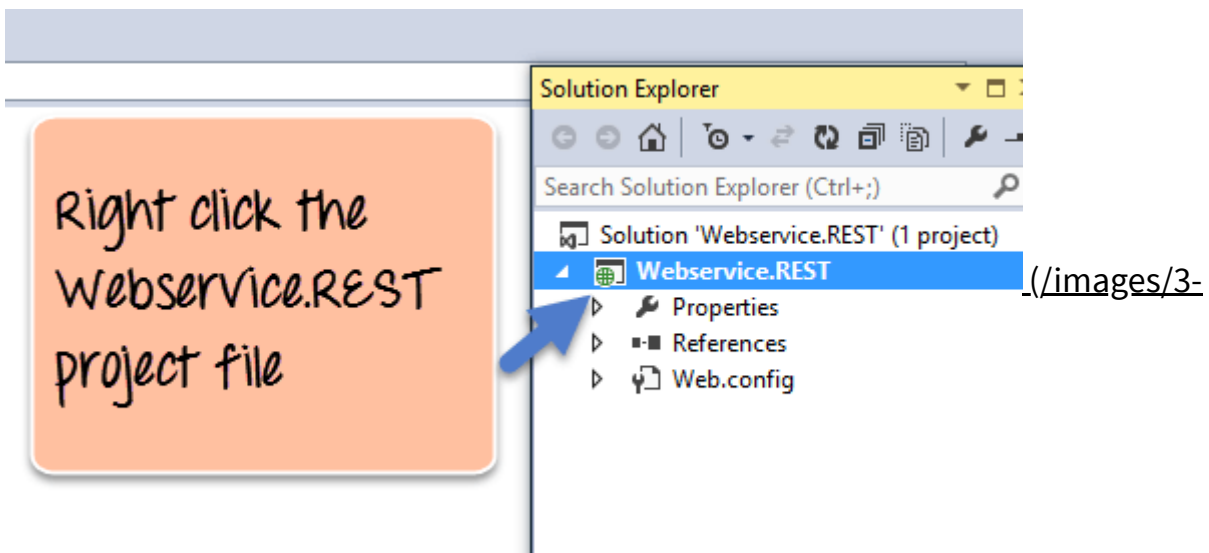 Solution Explorer
Search Solution Explorer (Ctrl+;)
Right click the
Webservice.REST
project file
Solution 'Webservice.REST' (1 project)
Webservice.REST
(/images/3-
Properties
References
Web.config